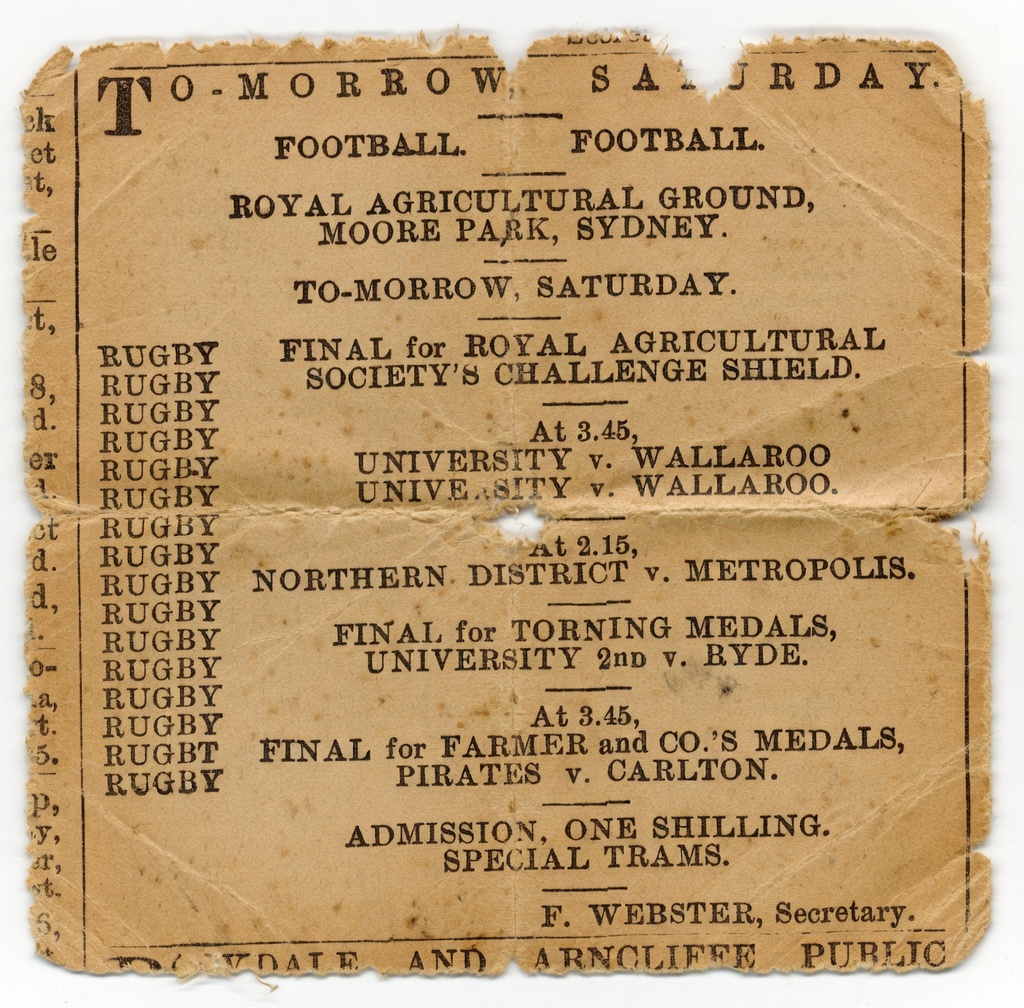 TO-MORROW, SATURDAY.
FOOTBALL. FOOTBALL.
ROYAL AGRICULTURAL GROUND,
MOORE PARK, SYDNEY.
TO-MORROW, SATURDAY.
RUGBY
RUGBY
RUGBY
RUGBY
RUGBY
RUGBY
RUGBY
RUGBY
RUGBY
RUGBY
RUGBY
RUGBY
RUGBY
RUGBY
RUGBT
RUGBY
FINAL for ROYAL AGRICULTURAL
SOCIETY'S CHALLENGE SHIELD.
At 3.45,
UNIVERSITY v. WALLAROO
UNIVERSITY v. WALLAROO.
At 2.15,
NORTHERN DISTRICT v. METROPOLIS.
FINAL for TORNING MEDALS,
UNIVERSITY 2ND v. RYDE.
At 3.45,
FINAL for FARMER and CO.'S MEDALS,
PIRATES v. CARLTON.
ADMISSION, ONE SHILLING.
SPECIAL TRAMS.
F. WEBSTER, Secretary.
AND ARNCLIFFE PUBLIC